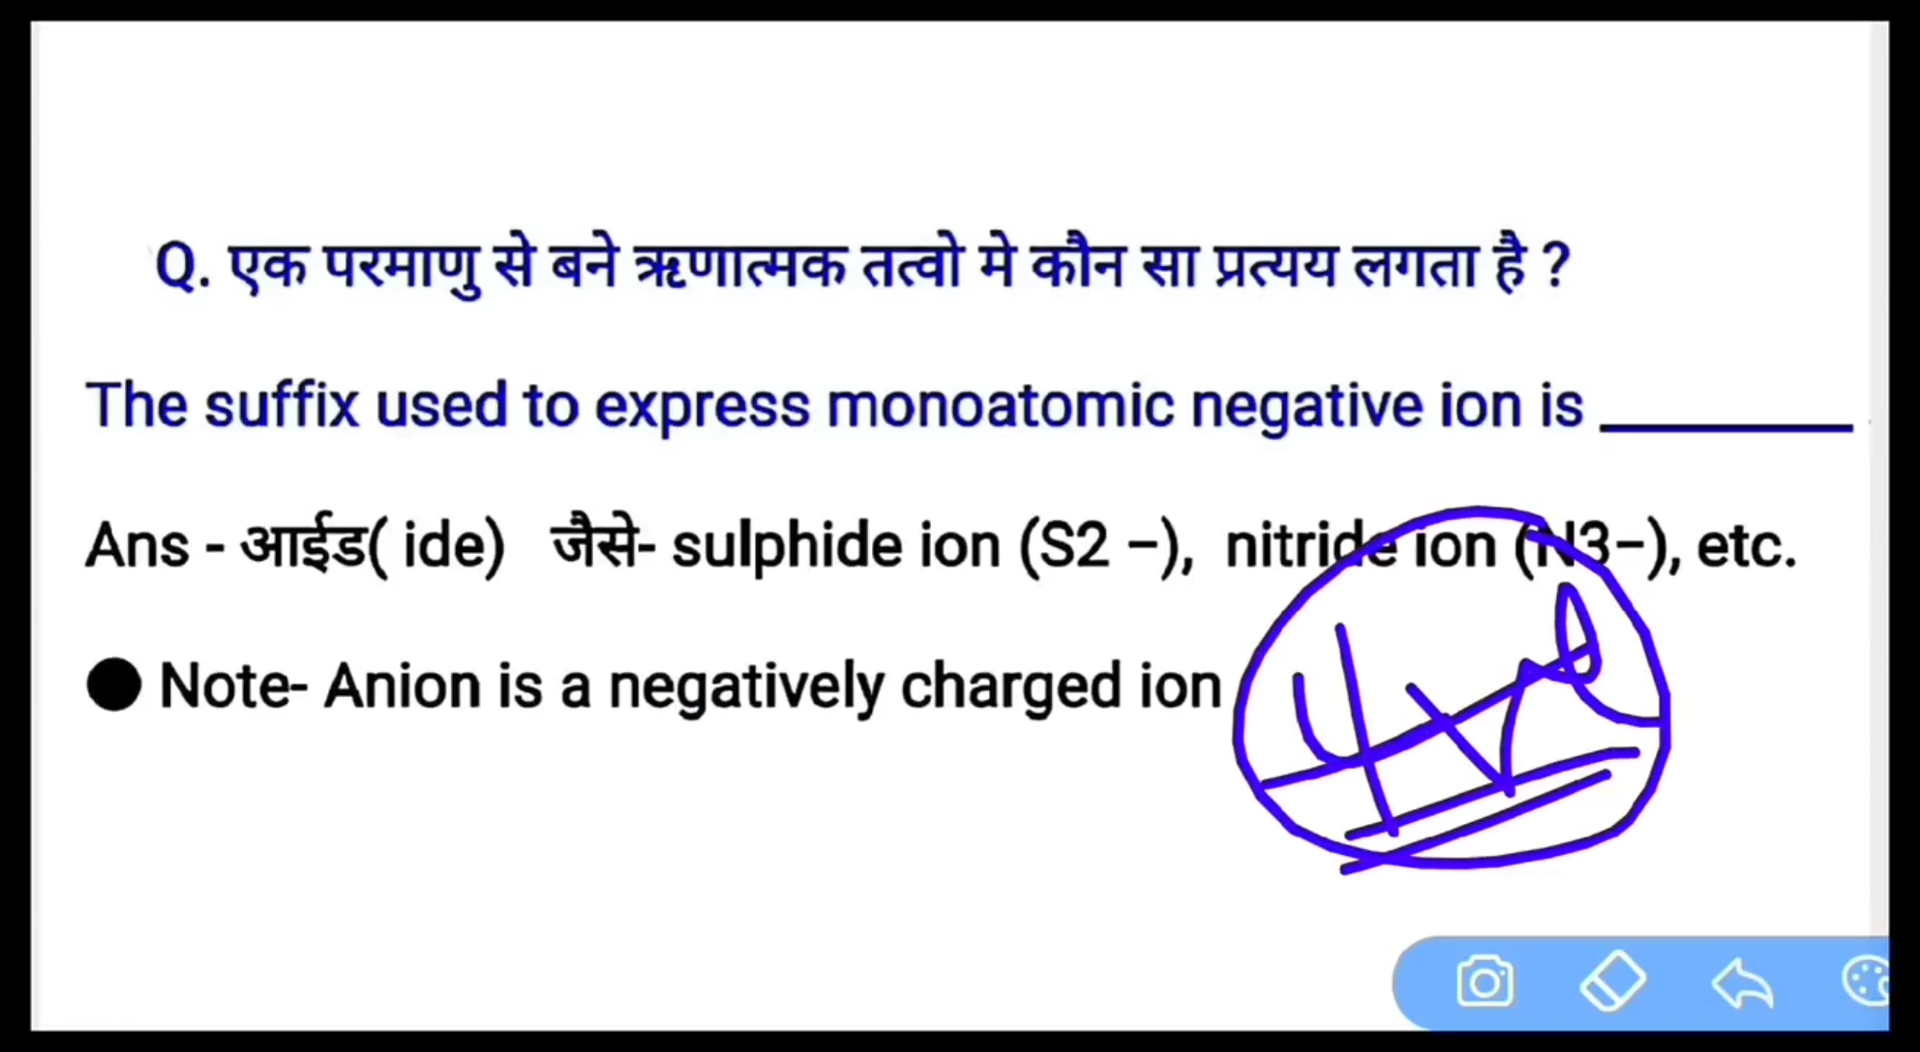 Q. एक परमाणु से बने ऋणात्मक तत्वो मे कौन सा प्रत्यय लगता है ?
The suffix used to express monoatomic negative ion is _________
Ans - आईड( ide) जैसे- sulphide ion (S2 −), nitride ion (N3−), etc.
● Note- Anion is a negatively charged ion